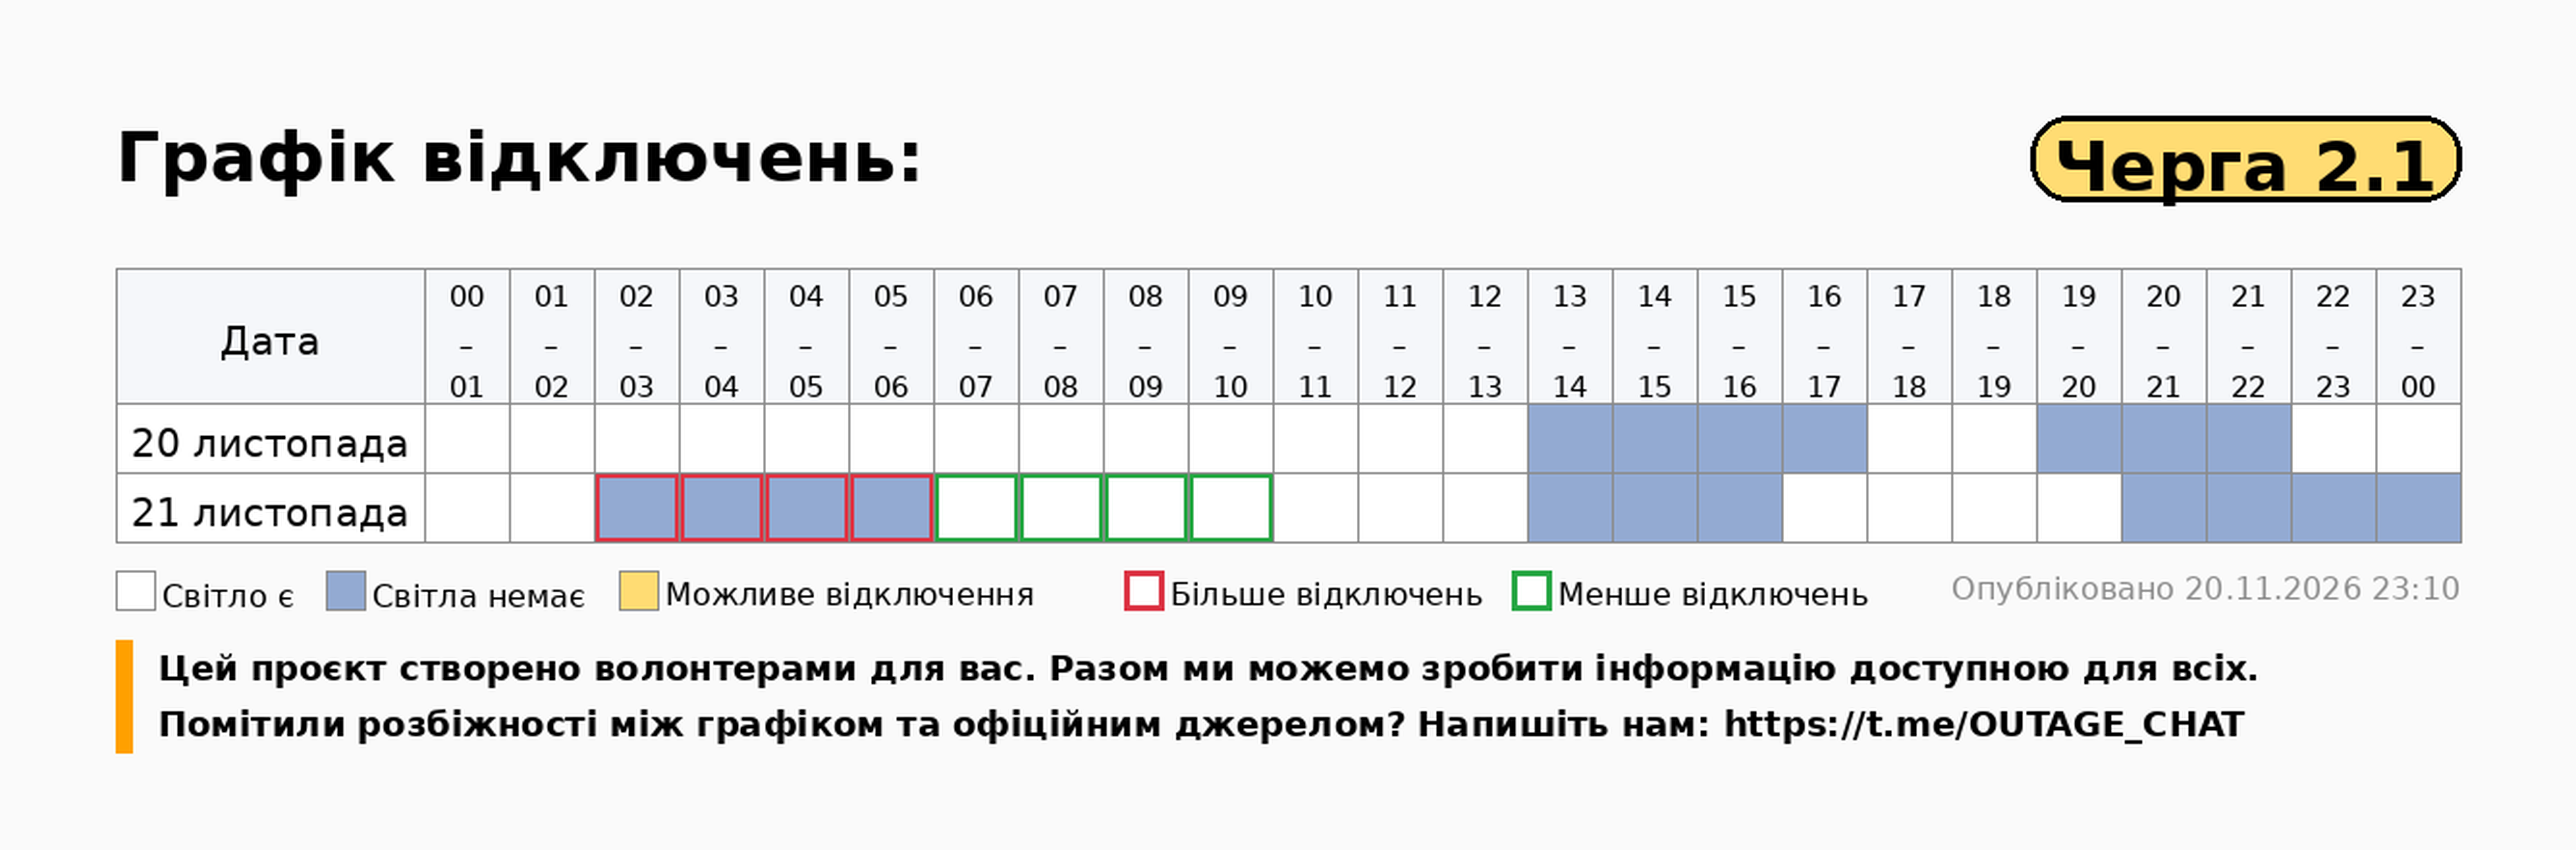 Графік відключень:
Черга 2.1
Дата 00 – 01 01 – 02 02 – 03 03 – 04 04 – 05 05 – 06 06 – 07 07 – 08 08 – 09 09 – 10 10 – 11 11 – 12 12 – 13 13 – 14 14 – 15 15 – 16 16 – 17 17 – 18 18 – 19 19 – 20 20 – 21 21 – 22 22 – 23 23 – 00
20 листопада
21 листопада
Світло є Світла немає Можливе відключення Більше відключень Менше відключень Опубліковано 20.11.2026 23:10
Цей проєкт створено волонтерами для вас. Разом ми можемо зробити інформацію доступною для всіх.
Помітили розбіжності між графіком та офіційним джерелом? Напишіть нам: https://t.me/OUTAGE_CHAT